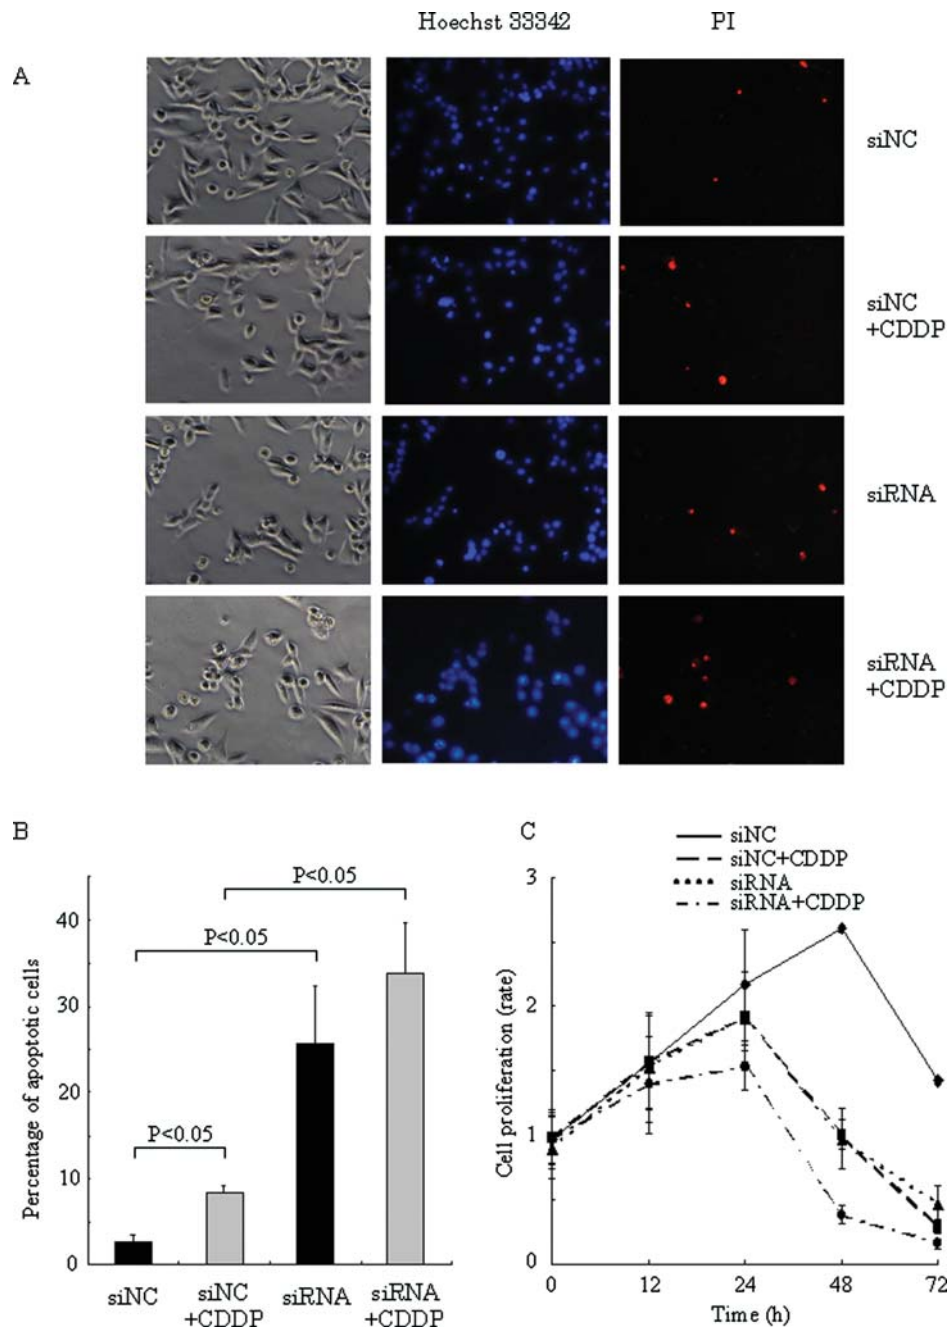 Hoechst 33342 PI
A
siNC
siNC
+CDDP
siRNA
siRNA
+CDDP
B
Percentage of apoptotic cells
40
30
20
10
0
P<0.05
P<0.05
P<0.05
siNC
siNC
+CDDP
siRNA
siRNA
+CDDP
C
siNC
siNC+CDDP
siRNA
siRNA+CDDP
Cell proliferation (rate)
3
2
1
0
0 12 24 48 72
Time (h)